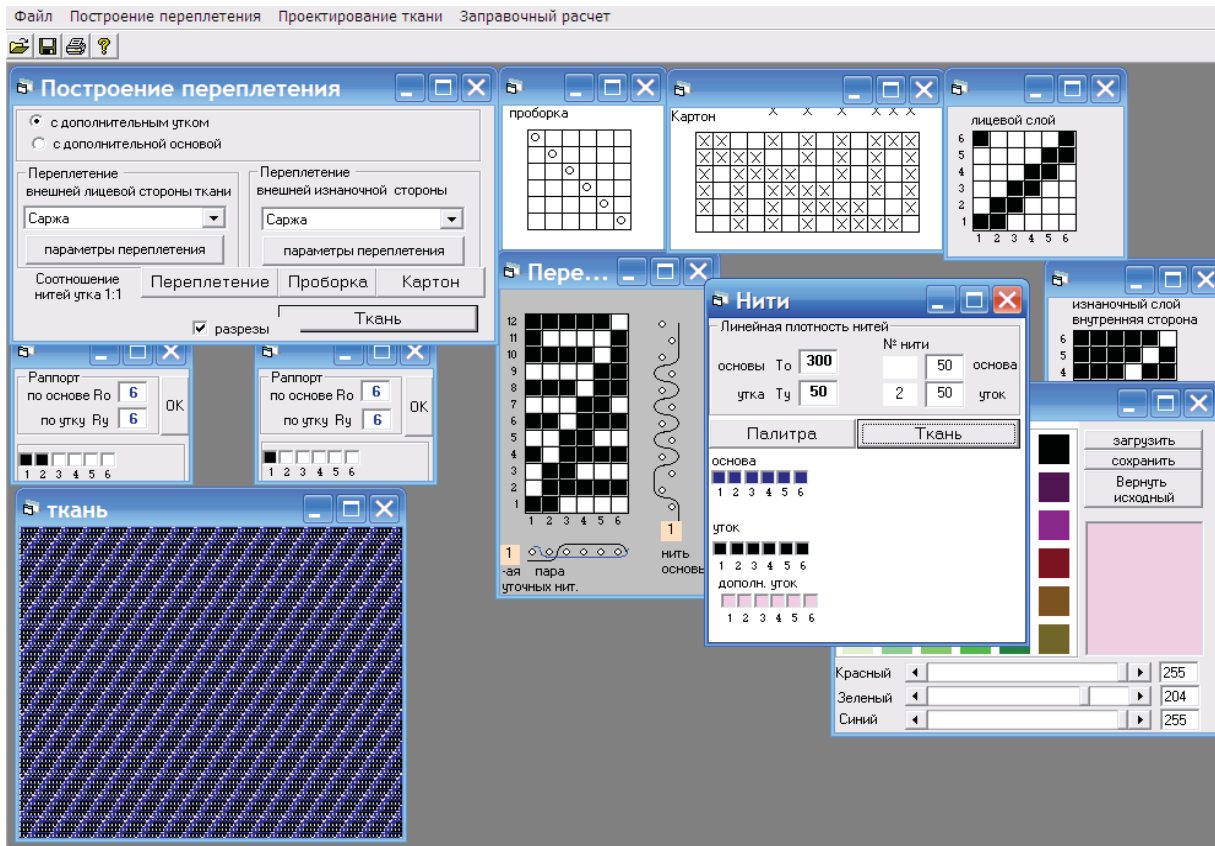 Файл Построение переплетения Проектирование ткани Заправочный расчет
Построение переплетения
с дополнительным утком
с дополнительной основой
Переплетение
внешней лицевой стороны ткани
Саржа
параметры переплетения
Переплетение
внешней изнаночной стороны
Саржа
параметры переплетения
Соотношение
нитей утка 1:1
Переплетение Проборка Картон
разрезы
Ткань
проборка
Картон
лицевой слой
6
5
4
3
2
1
1 2 3 4 5 6
Раппорт
по основе Ro 6
по утку Ry 6
OK
1 2 3 4 5 6
Раппорт
по основе Ro 6
по утку Ry 6
OK
1 2 3 4 5 6
ткань
Пере...
12
11
10
9
8
7
6
5
4
3
2
1
1 2 3 4 5 6
1
-ая пара
уточных нит.
1
нить
основы
Нити
Линейная плотность нитей
основы To 300
утка Ty 50
№ нити
50 основа
2 50 уток
Палитра Ткань
основа
1 2 3 4 5 6
уток
1 2 3 4 5 6
дополн. уток
1 2 3 4 5 6
изнаночный слой
внутренняя сторона
6
5
4
загрузить
сохранить
Вернуть
исходный
Красный 255
Зеленый 204
Синий 255